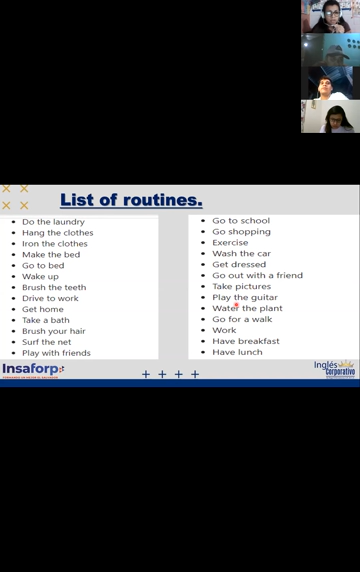 List of routines.
Do the laundry
Hang the clothes
Iron the clothes
Make the bed
Go to bed
Wake up
Brush the teeth
Drive to work
Get home
Take a bath
Brush your hair
Surf the net
Play with friends
Go to school
Go shopping
Exercise
Wash the car
Get dressed
Go out with a friend
Take pictures
Play the guitar
Water the plant
Go for a walk
Work
Have breakfast
Have lunch
Insaforp
Inglés
Corporativo